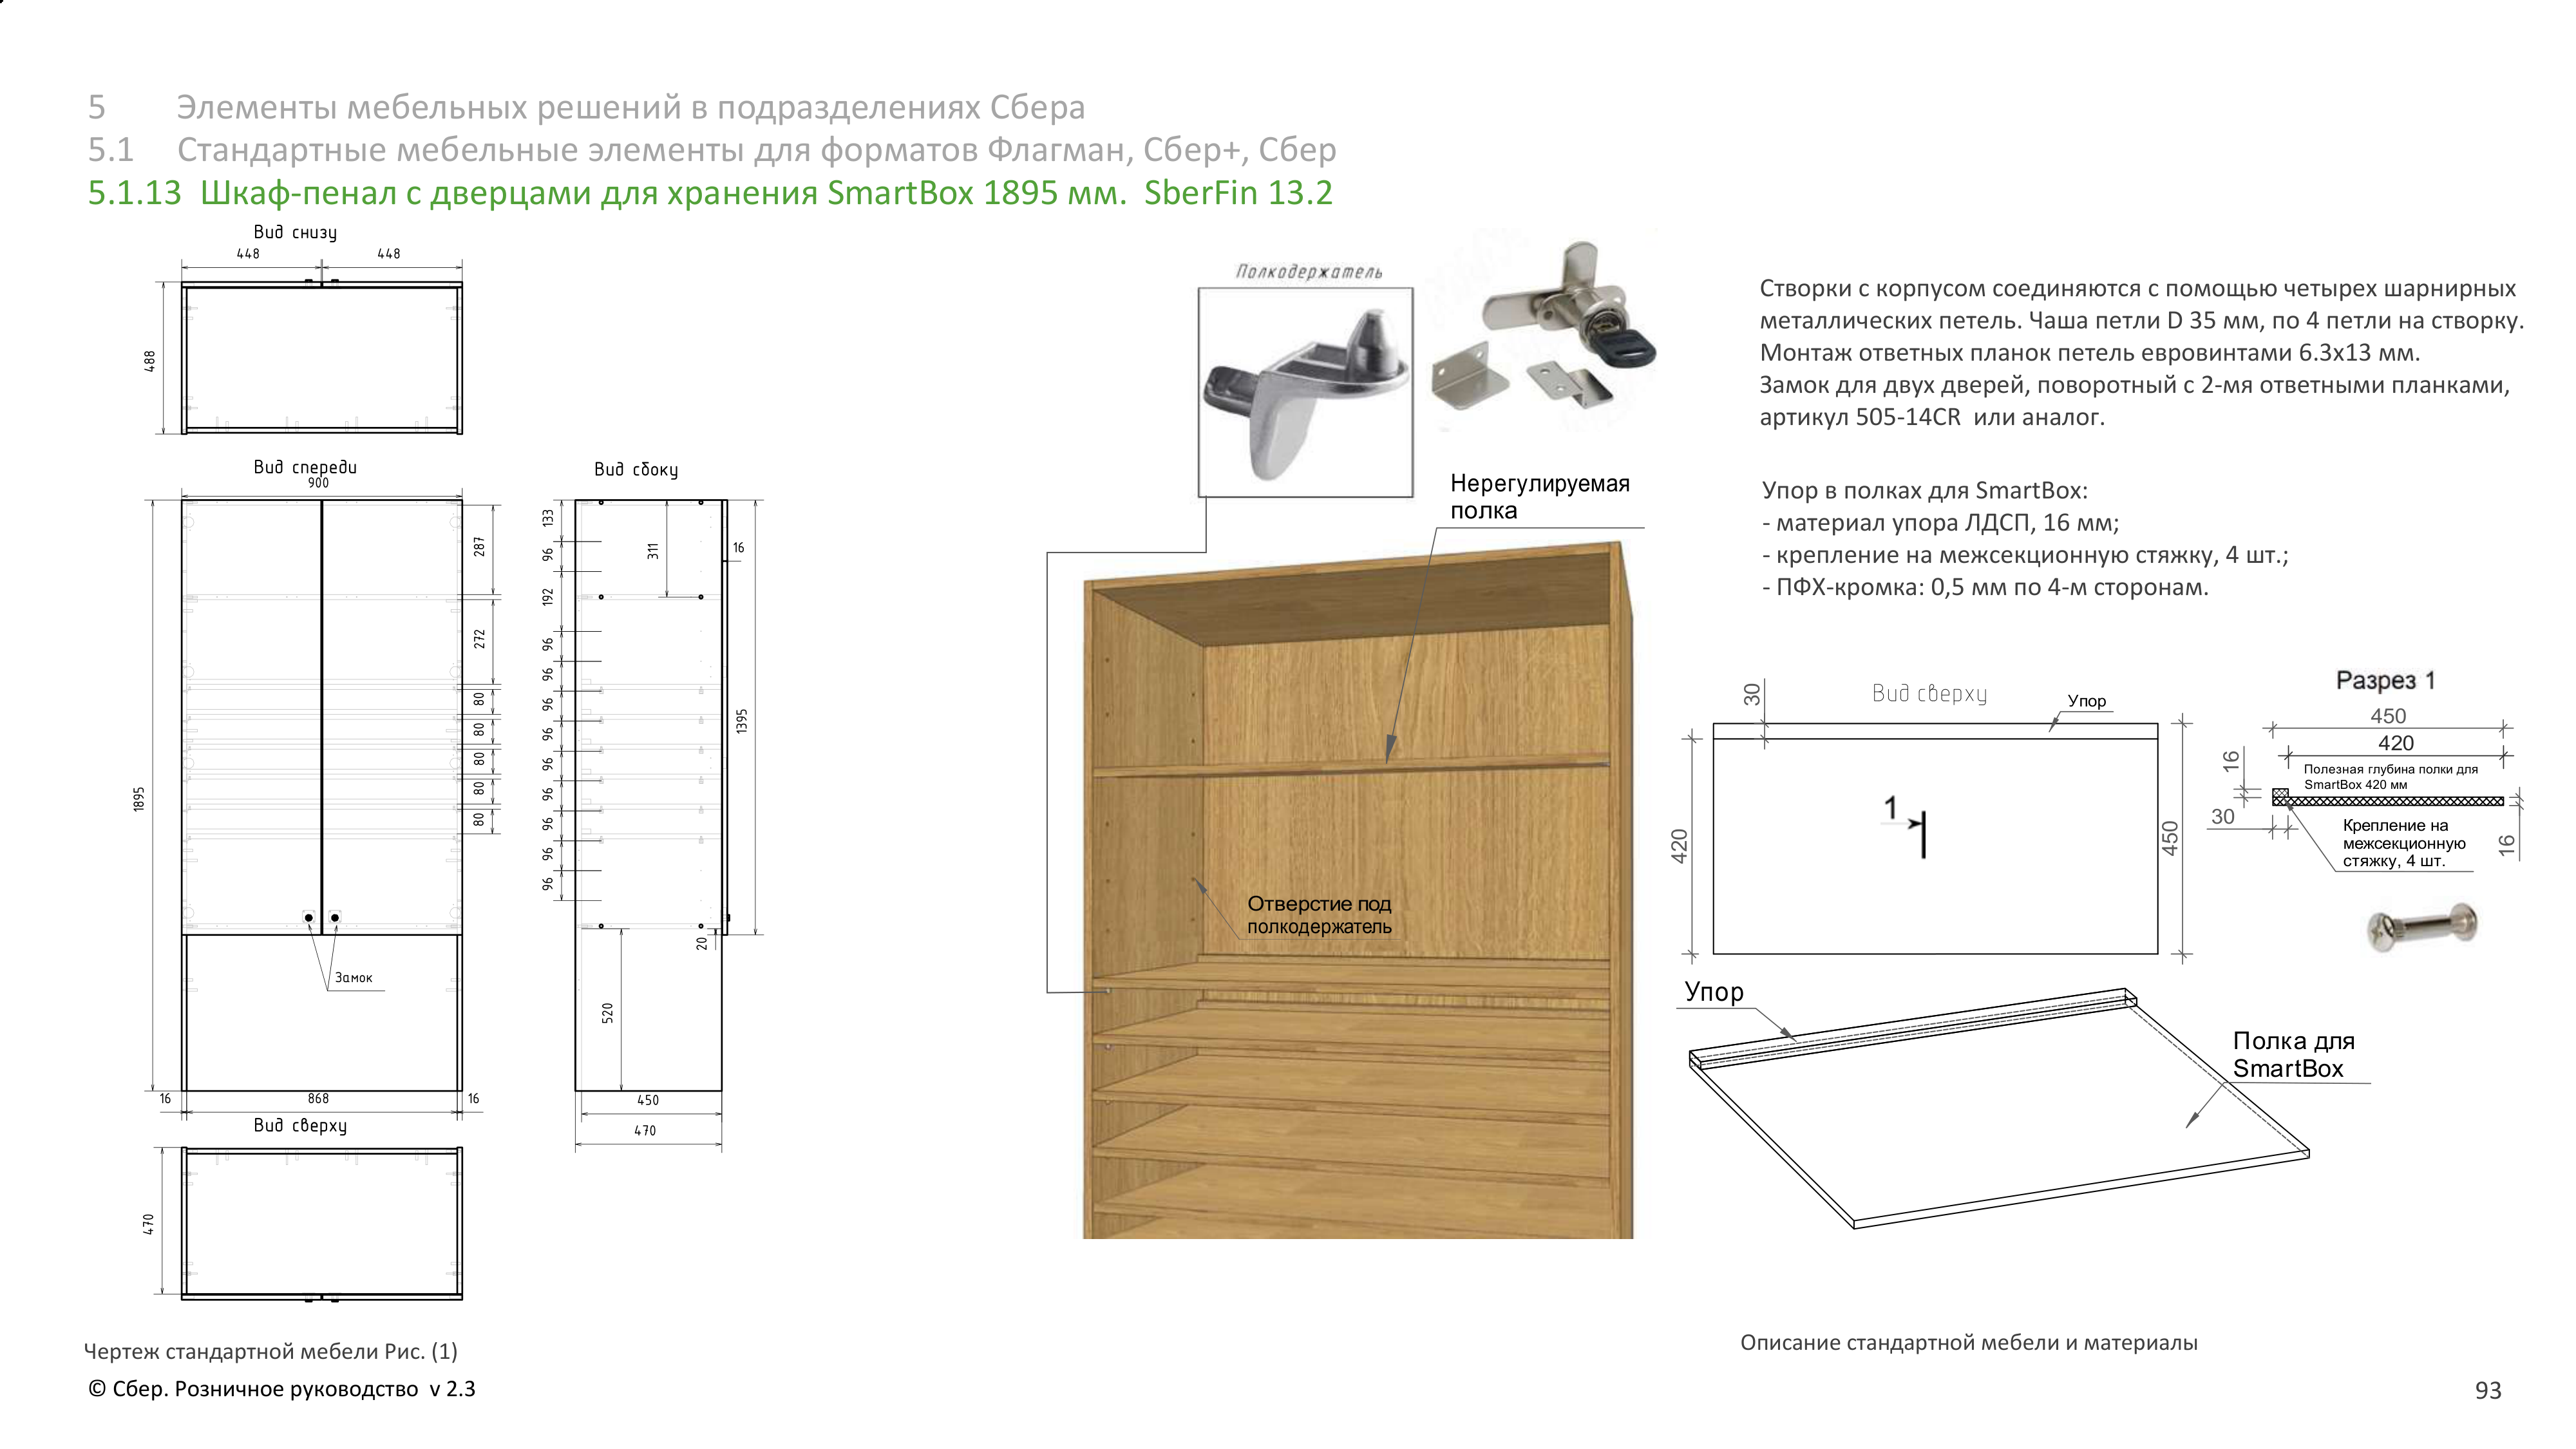 5 Элементы мебельных решений в подразделениях Сбера
5.1 Стандартные мебельные элементы для форматов Флагман, Сбер+, Сбер
5.1.13 Шкаф-пенал с дверцами для хранения SmartBox 1895 мм. SberFin 13.2
Вид снизу
448
448
488
Вид спереди
900
287
272
80
80
80
80
80
1895
Замок
16
868
16
Вид сверху
470
Вид сбоку
133
96
192
96
96
96
96
96
96
96
96
96
311
16
1395
20
520
450
470
Полкодержатель
Нерегулируемая
полка
Отверстие под
полкодержатель
Створки с корпусом соединяются с помощью четырех шарнирных
металлических петель. Чаша петли D 35 мм, по 4 петли на створку.
Монтаж ответных планок петель евровинтами 6.3х13 мм.
Замок для двух дверей, поворотный с 2-мя ответными планками,
артикул 505-14CR или аналог.
Упор в полках для SmartBox:
- материал упора ЛДСП, 16 мм;
- крепление на межсекционную стяжку, 4 шт.;
- ПФХ-кромка: 0,5 мм по 4-м сторонам.
30
Вид сверху
Упор
420
1
450
Разрез 1
450
420
16
Полезная глубина полки для
SmartBox 420 мм
30
Крепление на
межсекционную
стяжку, 4 шт.
16
Упор
Полка для
SmartBox
Чертеж стандартной мебели Рис. (1)
Описание стандартной мебели и материалы
© Сбер. Розничное руководство v 2.3
93